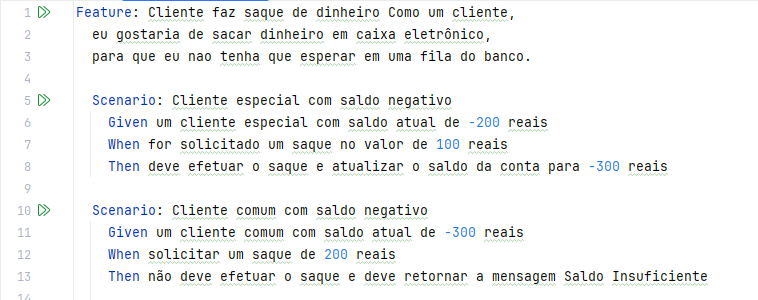 1 Feature: Cliente faz saque de dinheiro Como um cliente,
2 eu gostaria de sacar dinheiro em caixa eletrônico,
3 para que eu nao tenha que esperar em uma fila do banco.
4
5 Scenario: Cliente especial com saldo negativo
6 Given um cliente especial com saldo atual de -200 reais
7 When for solicitado um saque no valor de 100 reais
8 Then deve efetuar o saque e atualizar o saldo da conta para -300 reais
9
10 Scenario: Cliente comum com saldo negativo
11 Given um cliente comum com saldo atual de -300 reais
12 When solicitar um saque de 200 reais
13 Then não deve efetuar o saque e deve retornar a mensagem Saldo Insuficiente
14